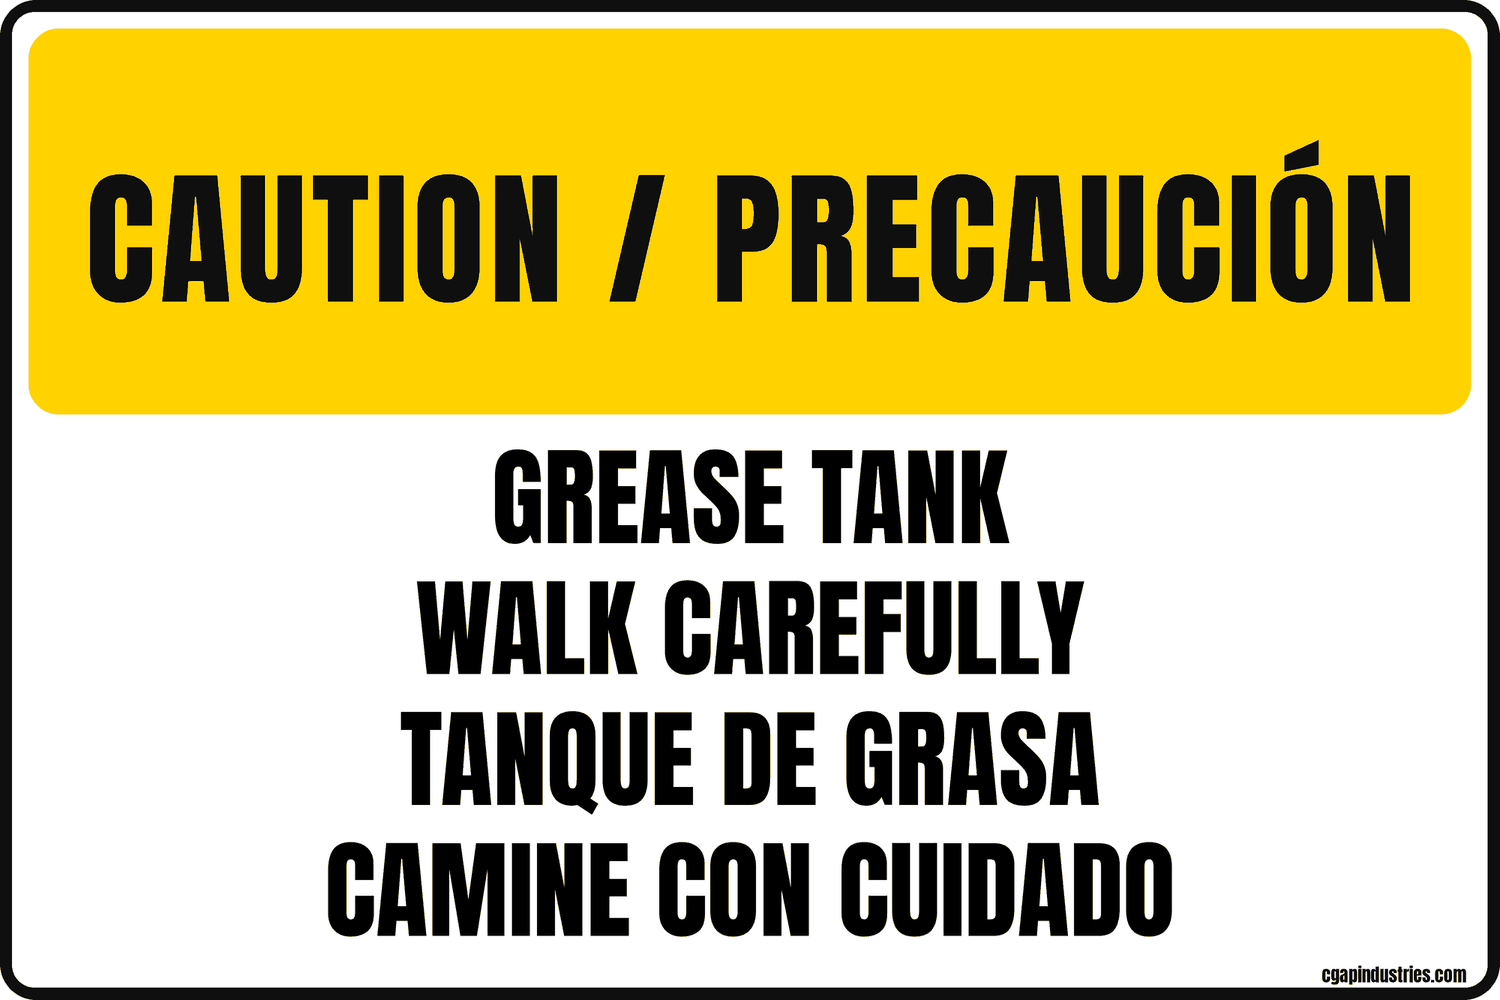 CAUTION / PRECAUCIÓN
GREASE TANK
WALK CAREFULLY
TANQUE DE GRASA
CAMINE CON CUIDADO
cgapindustries.com